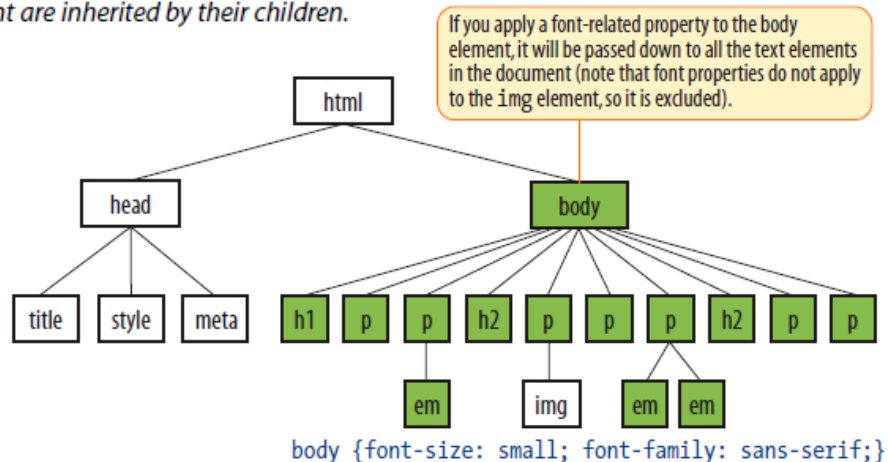 nt are inherited by their children.
If you apply a font-related property to the body
element, it will be passed down to all the text elements
in the document (note that font properties do not apply
to the img element, so it is excluded).
html
head
body
title style meta h1 p p h2 p p p h2 p p
em img em em
body {font-size: small; font-family: sans-serif;}